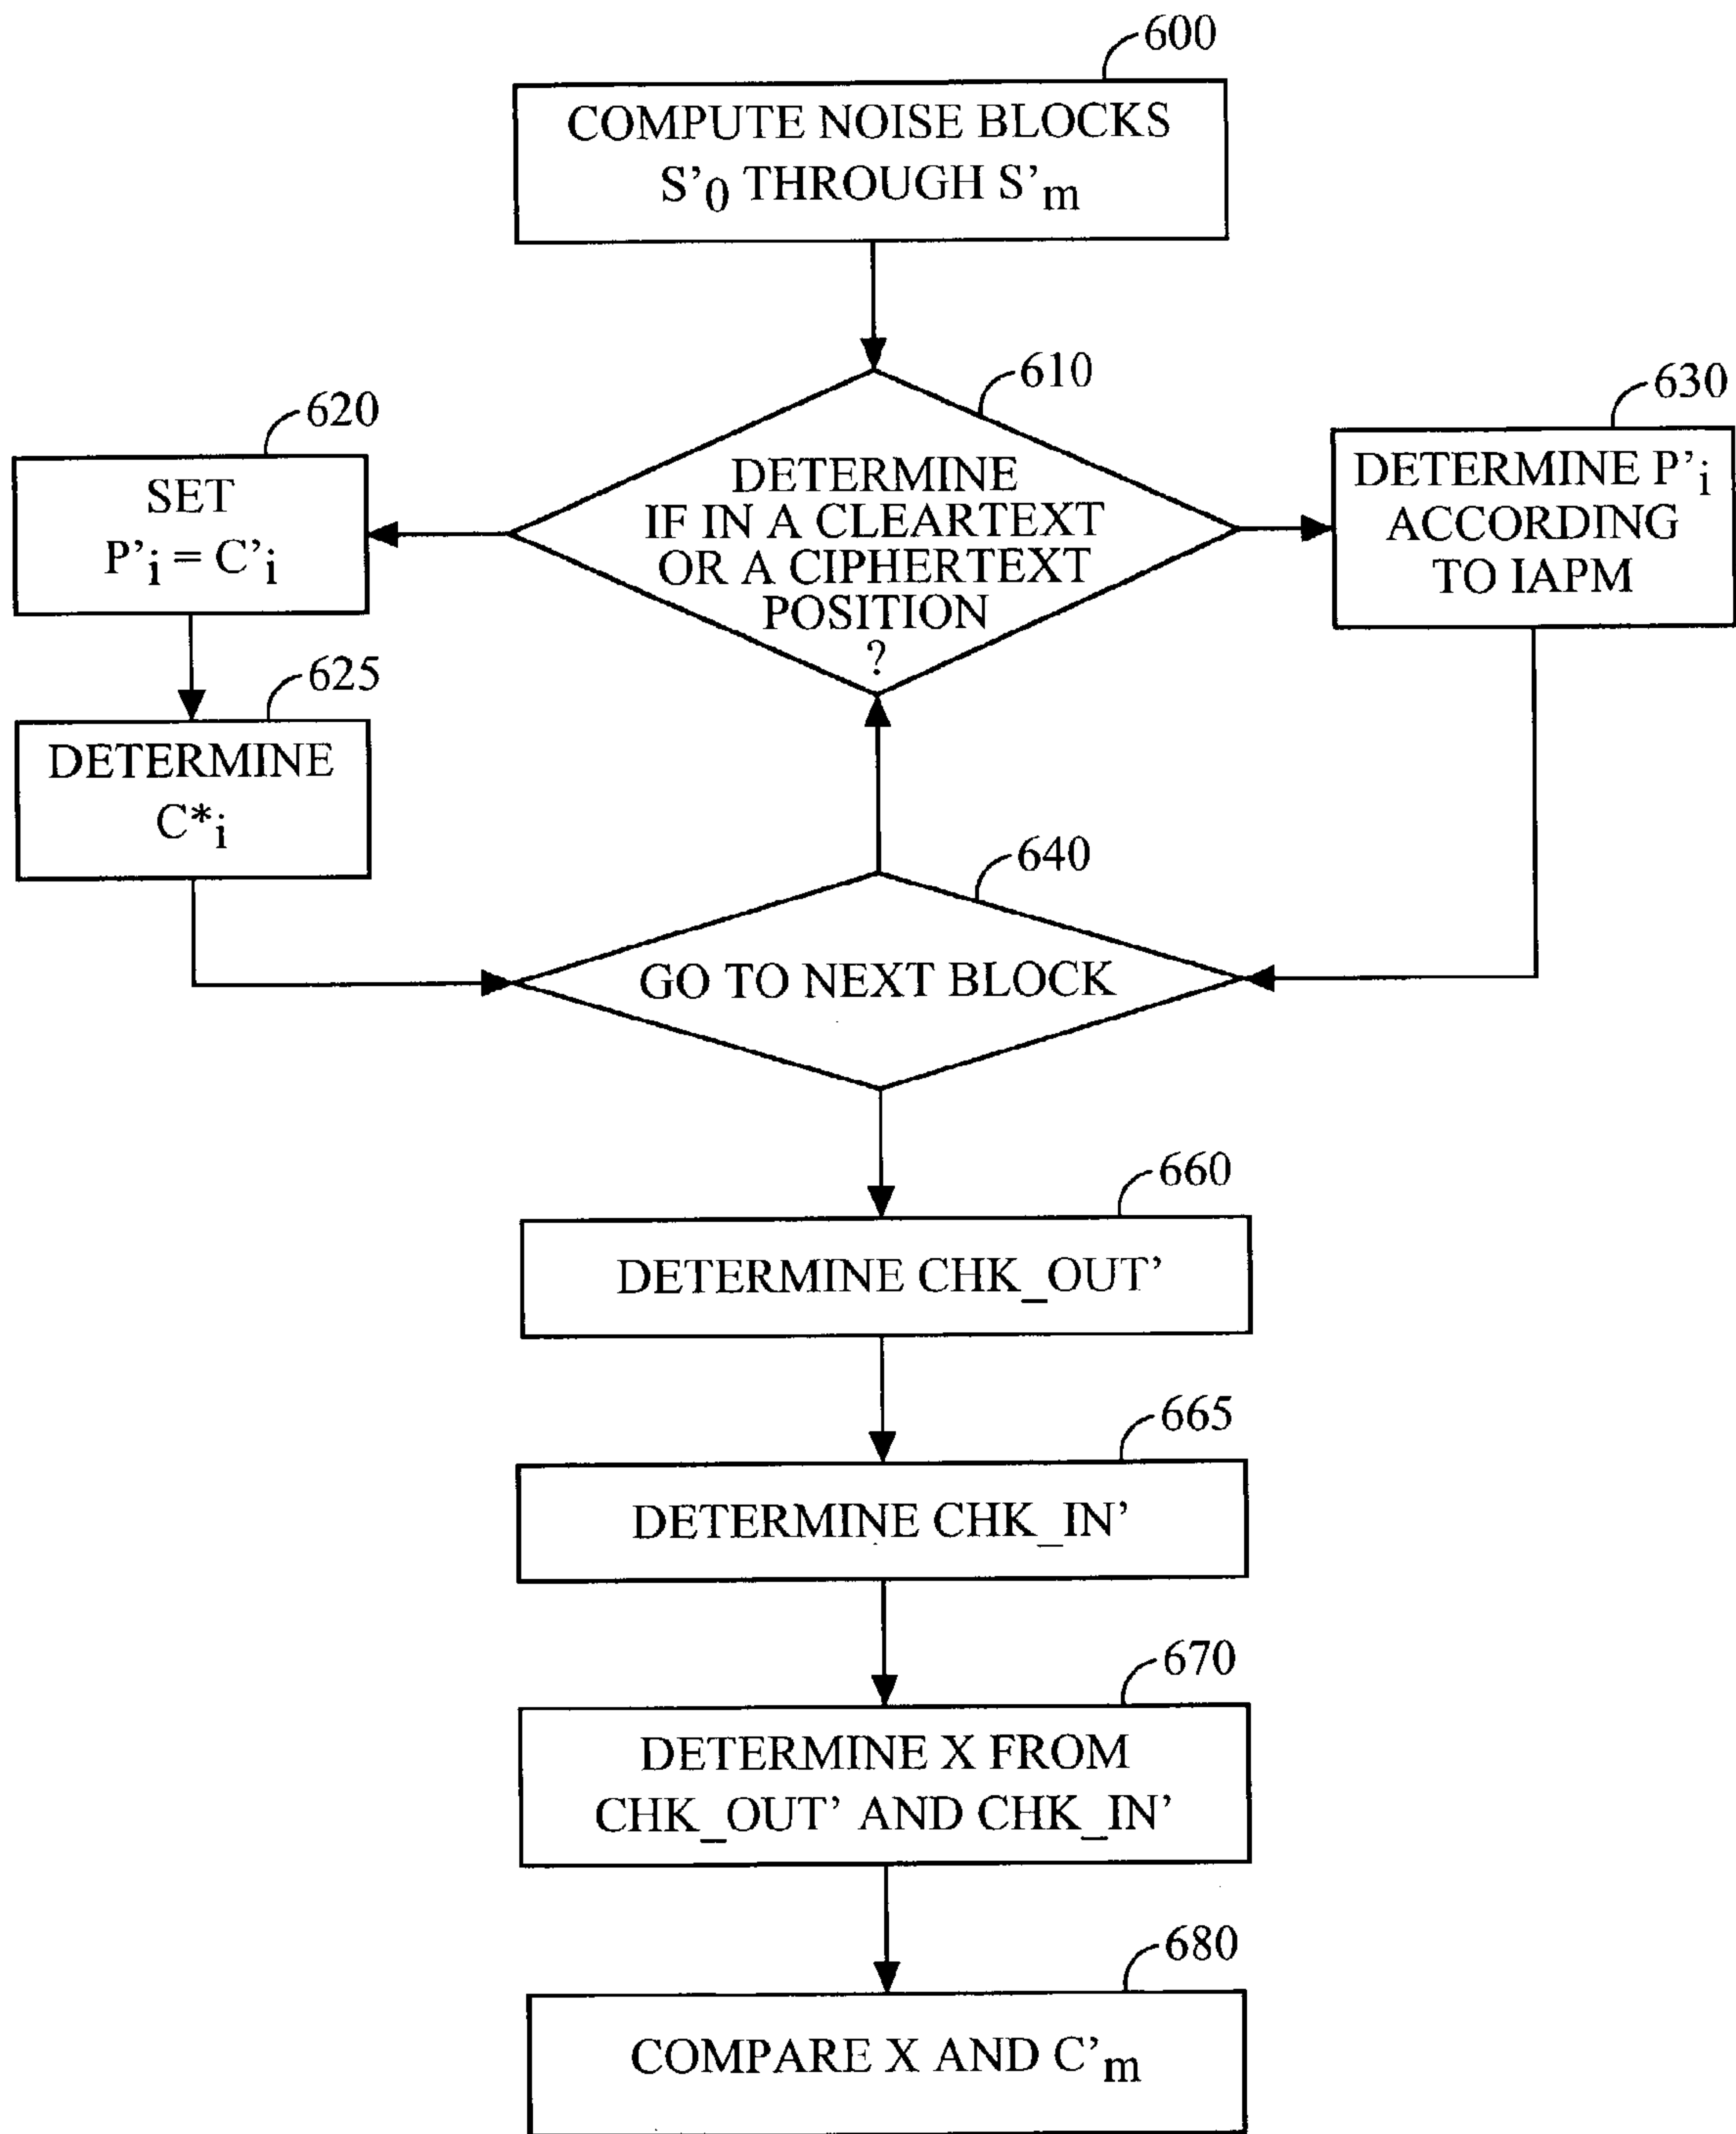 600
COMPUTE NOISE BLOCKS
S'0 THROUGH S'm
610
DETERMINE
IF IN A CLEARTEXT
OR A CIPHERTEXT
POSITION
?
620
SET
P'i = C'i
630
DETERMINE P'i
ACCORDING
TO IAPM
625
DETERMINE
C*i
640
GO TO NEXT BLOCK
660
DETERMINE CHK_OUT'
665
DETERMINE CHK_IN'
670
DETERMINE X FROM
CHK_OUT' AND CHK_IN'
680
COMPARE X AND C'm